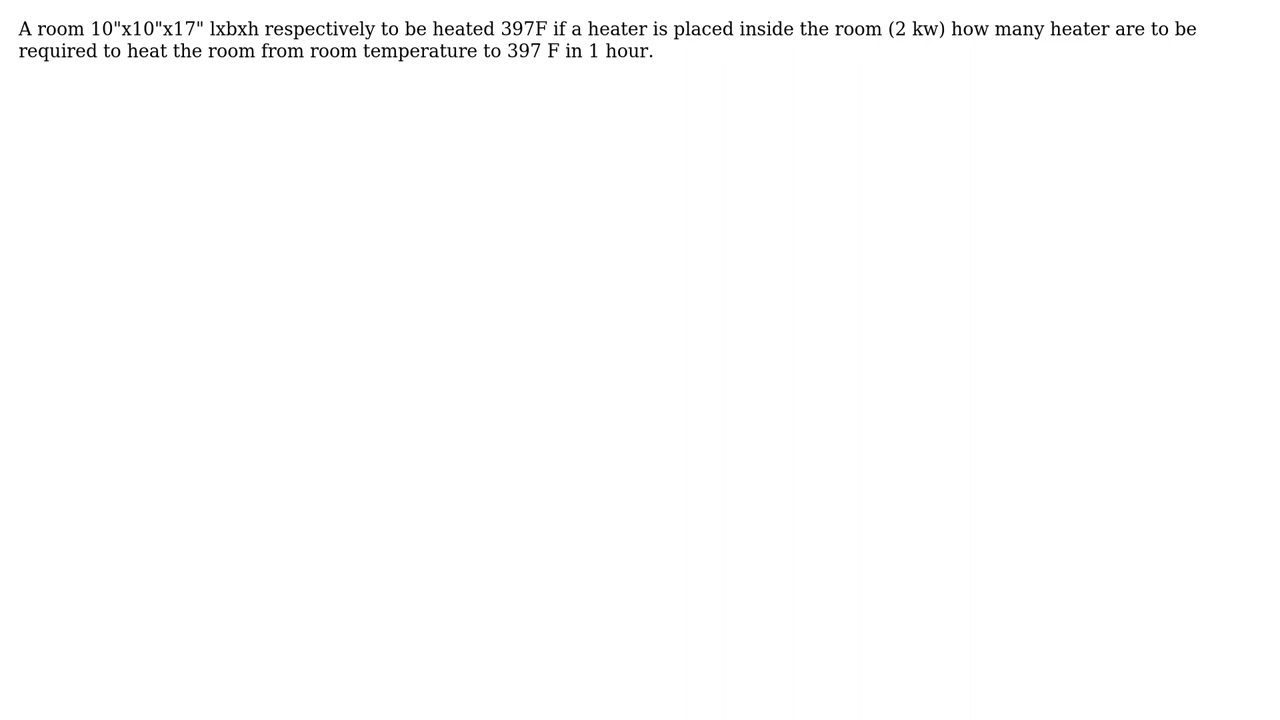 A room 10"x10"x17" lxbxh respectively to be heated 397F if a heater is placed inside the room (2 kw) how many heater are to be
required to heat the room from room temperature to 397 F in 1 hour.